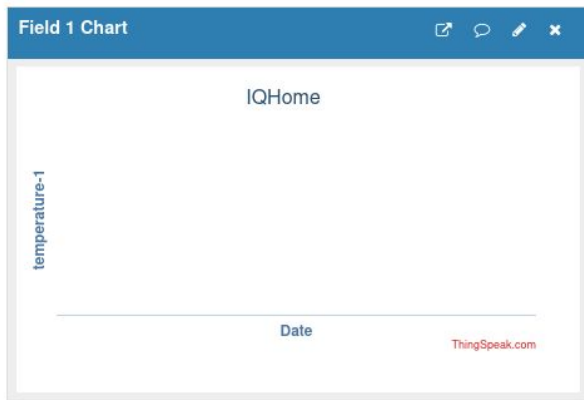 Field 1 Chart
IQHome
temperature-1
Date
ThingSpeak.com